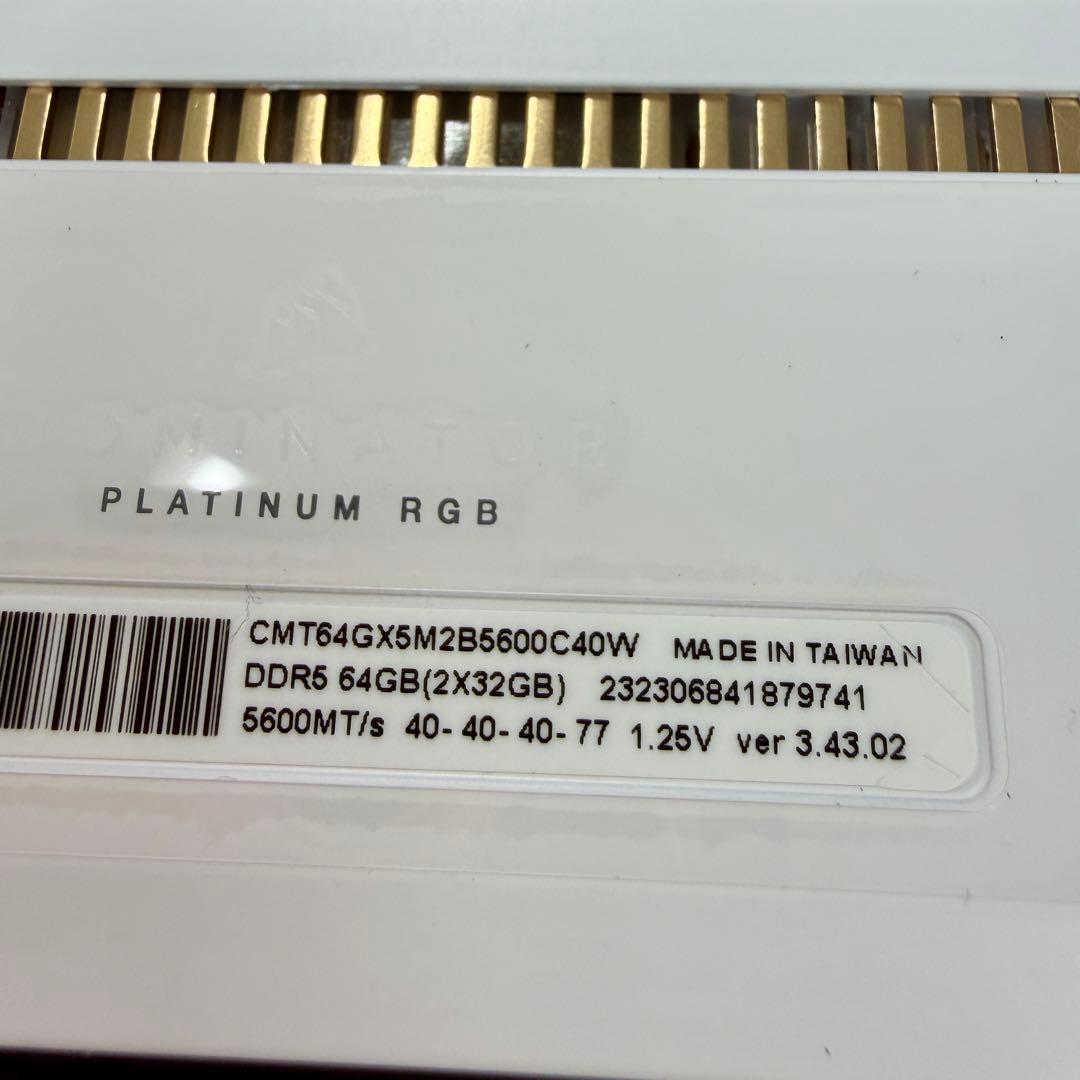 PLATINUM RGB
CMT64GX5M2B5600C40W MADE IN TAIWAN
DDR5 64GB(2X32GB) 232306841879741
5600MT/s 40-40-40-77 1.25V ver 3.43.02